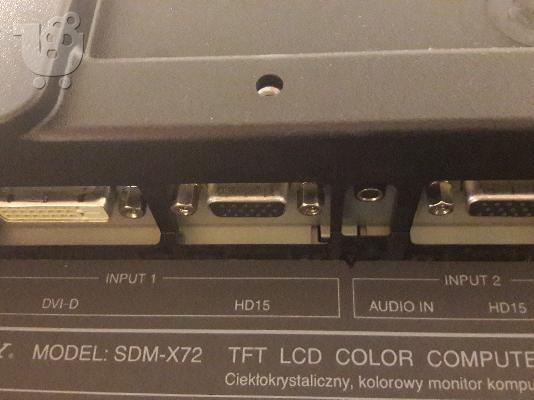 INPUT 1
INPUT 2
DVI-D HD15 AUDIO IN HD15
MODEL: SDM-X72 TFT LCD COLOR COMPUTE
Ciekłokrystaliczny, kolorowy monitor kompu